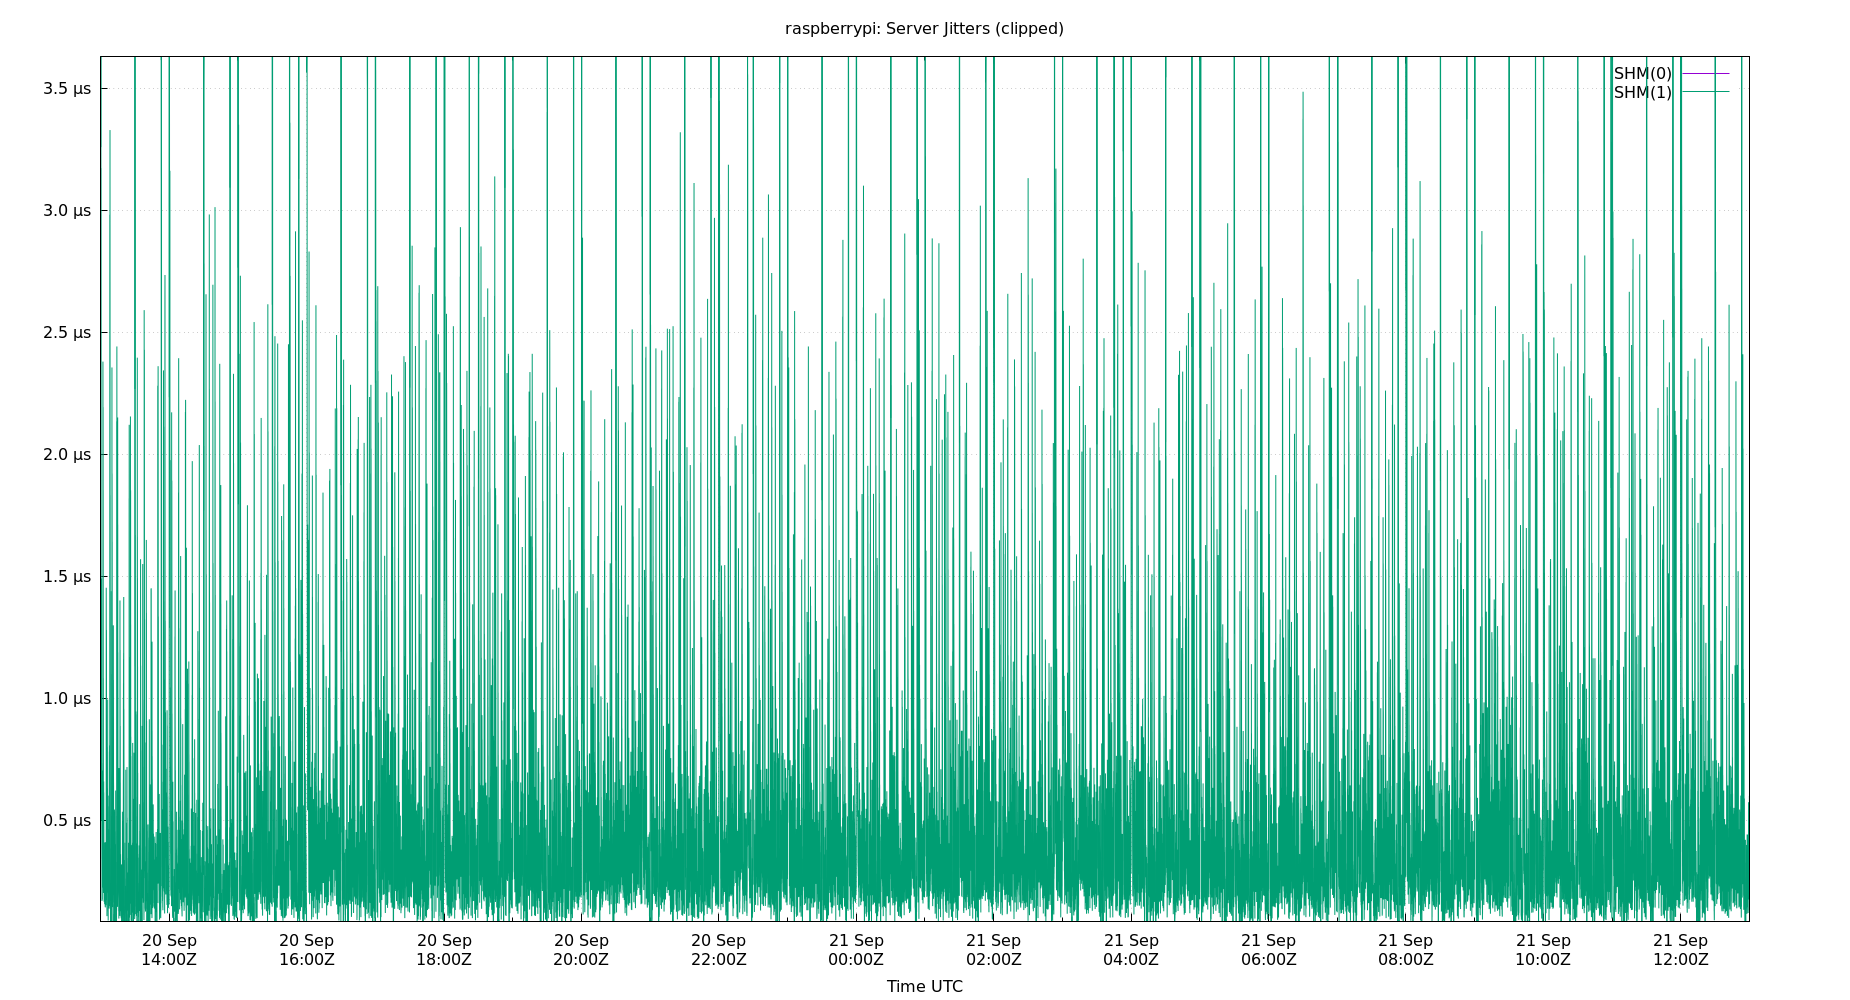 raspberrypi: Server Jitters (clipped)
SHM(0)
SHM(1)
3.5 µs
3.0 µs
2.5 µs
2.0 µs
1.5 µs
1.0 µs
0.5 µs
20 Sep 20 Sep 20 Sep 20 Sep 20 Sep 21 Sep 21 Sep 21 Sep 21 Sep 21 Sep 21 Sep 21 Sep
14:00Z 16:00Z 18:00Z 20:00Z 22:00Z 00:00Z 02:00Z 04:00Z 06:00Z 08:00Z 10:00Z 12:00Z
Time UTC